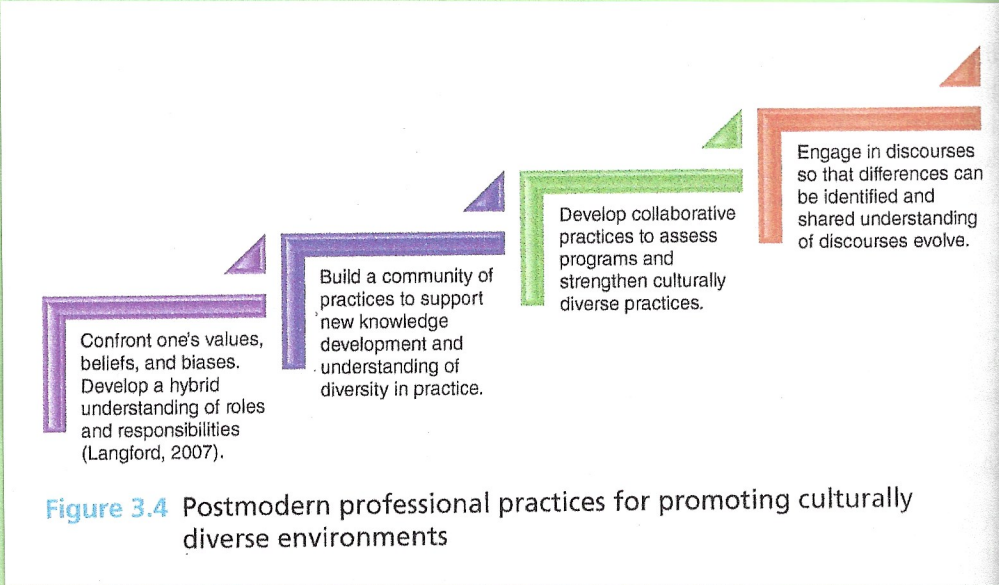 Confront one's values,
beliefs, and biases.
Develop a hybrid
understanding of roles
and responsibilities
(Langford, 2007).
Build a community of
practices to support
new knowledge
development and
understanding of
diversity in practice.
Develop collaborative
practices to assess
programs and
strengthen culturally
diverse practices.
Engage in discourses
so that differences can
be identified and
shared understanding
of discourses evolve.
Figure 3.4 Postmodern professional practices for promoting culturally
diverse environments